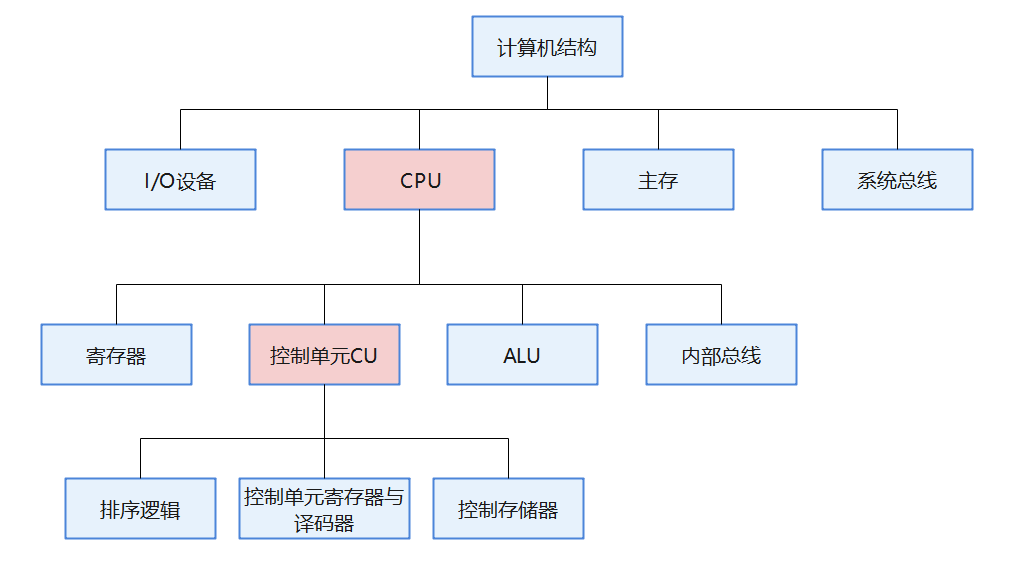 计算机结构
I/O设备
CPU
主存
系统总线
寄存器
控制单元CU
ALU
内部总线
排序逻辑
控制单元寄存器与
译码器
控制存储器